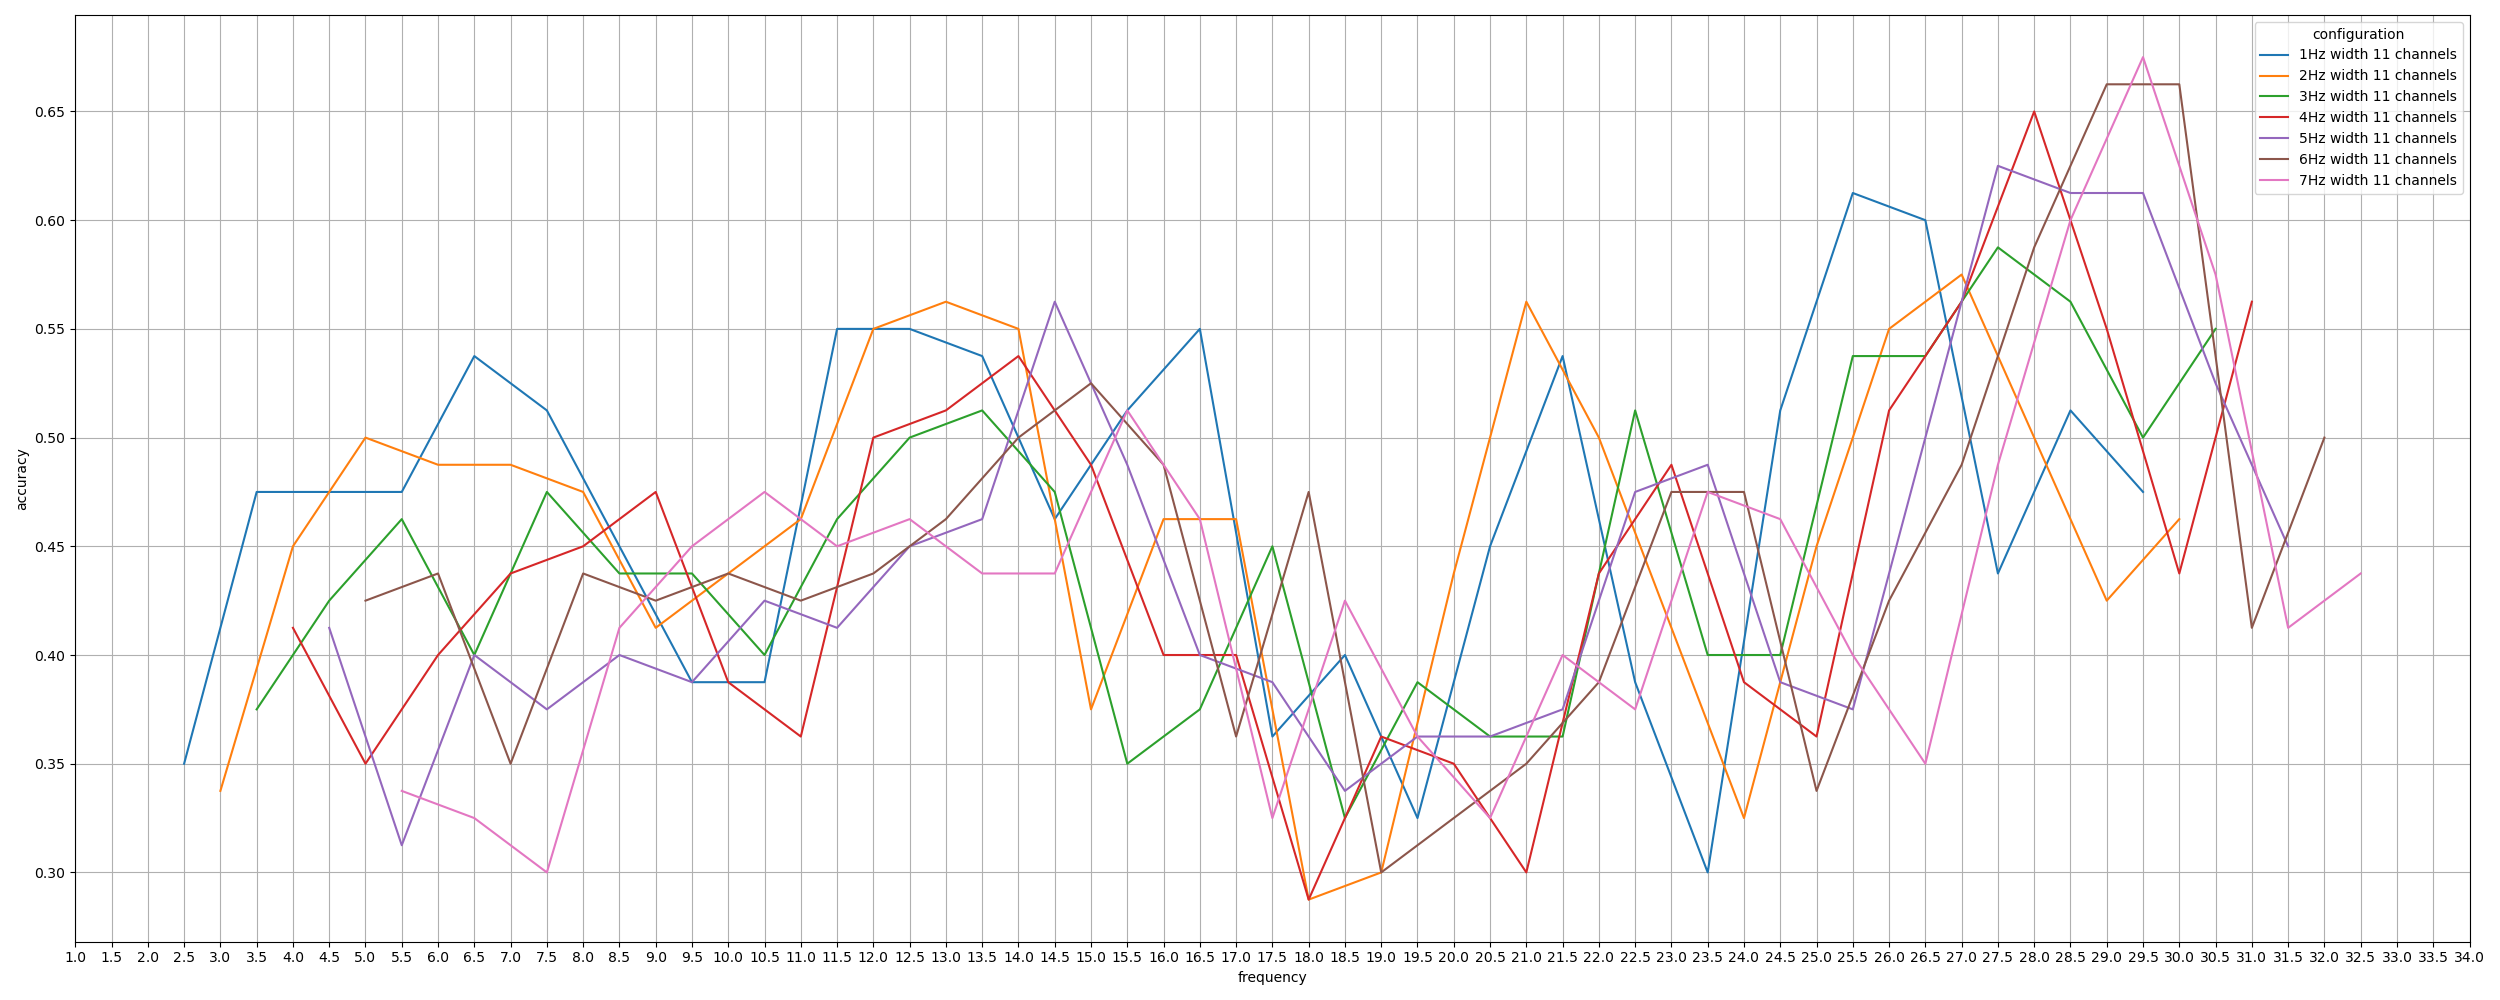 configuration
1Hz width 11 channels
2Hz width 11 channels
3Hz width 11 channels
4Hz width 11 channels
5Hz width 11 channels
6Hz width 11 channels
7Hz width 11 channels
0.65
0.60
0.55
0.50
0.45
0.40
0.35
0.30
accuracy
1.0 1.5 2.0 2.5 3.0 3.5 4.0 4.5 5.0 5.5 6.0 6.5 7.0 7.5 8.0 8.5 9.0 9.5 10.0 10.5 11.0 11.5 12.0 12.5 13.0 13.5 14.0 14.5 15.0 15.5 16.0 16.5 17.0 17.5 18.0 18.5 19.0 19.5 20.0 20.5 21.0 21.5 22.0 22.5 23.0 23.5 24.0 24.5 25.0 25.5 26.0 26.5 27.0 27.5 28.0 28.5 29.0 29.5 30.0 30.5 31.0 31.5 32.0 32.5 33.0 33.5 34.0
frequency